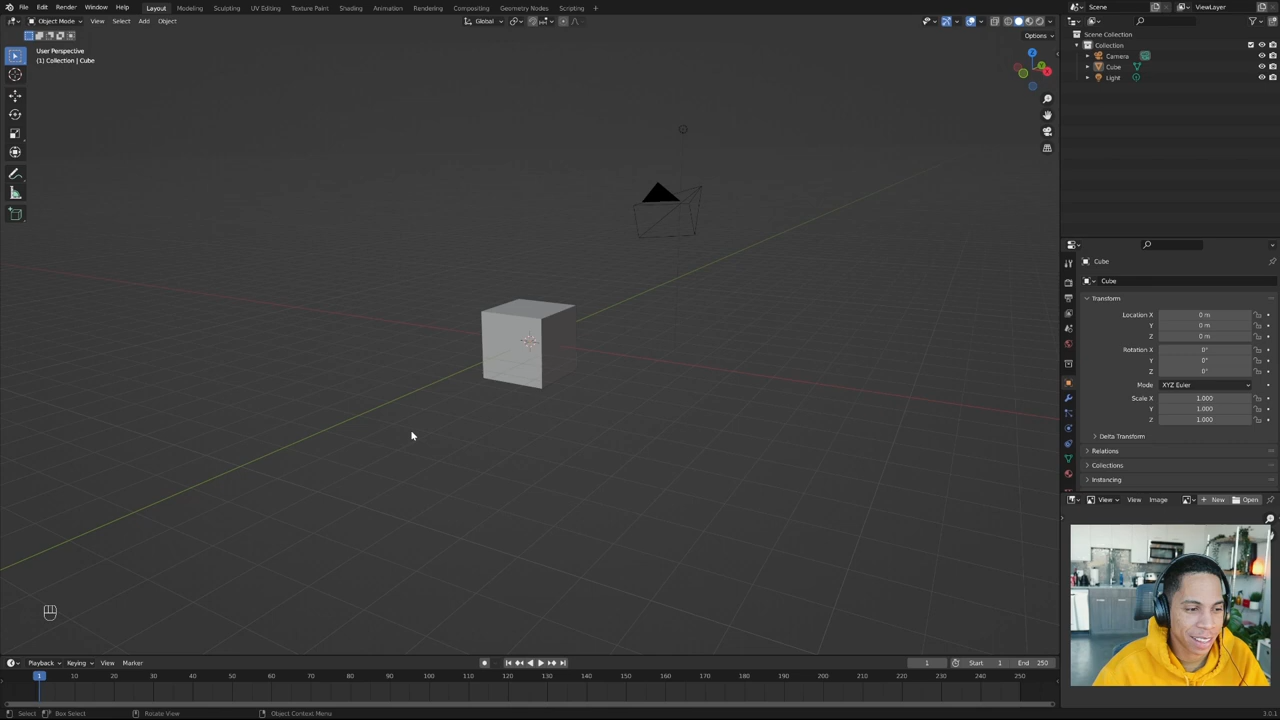 File Edit Render Window Help Layout Modeling Sculpting UV Editing Texture Paint Shading Animation Rendering Compositing Geometry Nodes Scripting + Scene ViewLayer
Object Mode View Select Add Object Global
Options
User Perspective
(1) Collection | Cube
Z
Y
X
Scene Collection
Collection
Camera
Cube
Light
Cube
Cube
Transform
Location X 0 m
Y 0 m
Z 0 m
Rotation X 0°
Y 0°
Z 0°
Mode XYZ Euler
Scale X 1.000
Y 1.000
Z 1.000
Delta Transform
Relations
Collections
Instancing
View View Image New Open
Playback Keying View Marker 1 Start 1 End 250
1 10 20 30 40 50 60 70 80 90 100 110 120 130 140 150 160 170 180 190 200 210 220 230 240 250
Select Box Select Rotate View Object Context Menu 3.0.1